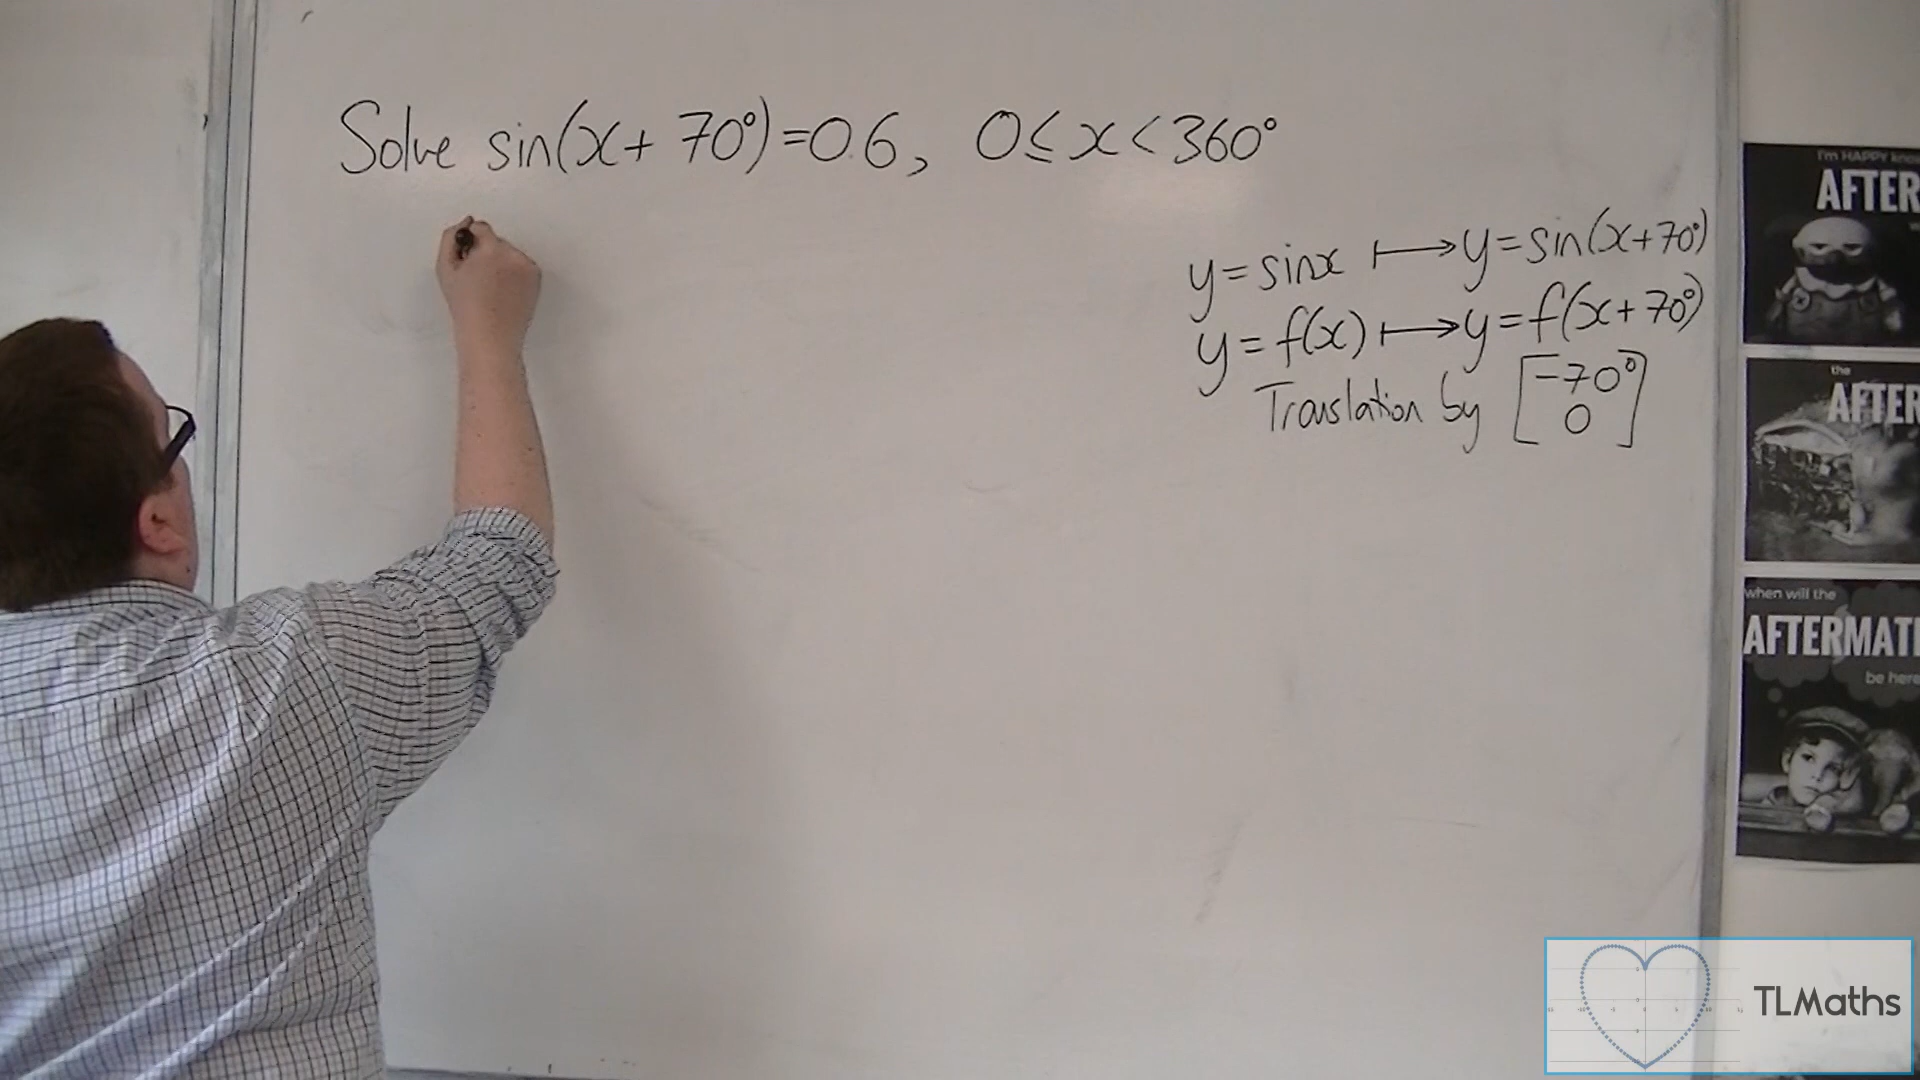 Solve sin(x+70°)=0.6, 0≤x<360°
y=sinx ⟼ y=sin(x+70°)
y=f(x) ⟼ y=f(x+70°)
Translation by [-70°
0]
I'm HAPPY
AFTER
the
AFTER
when will the
AFTERMAT
be here
TLMaths